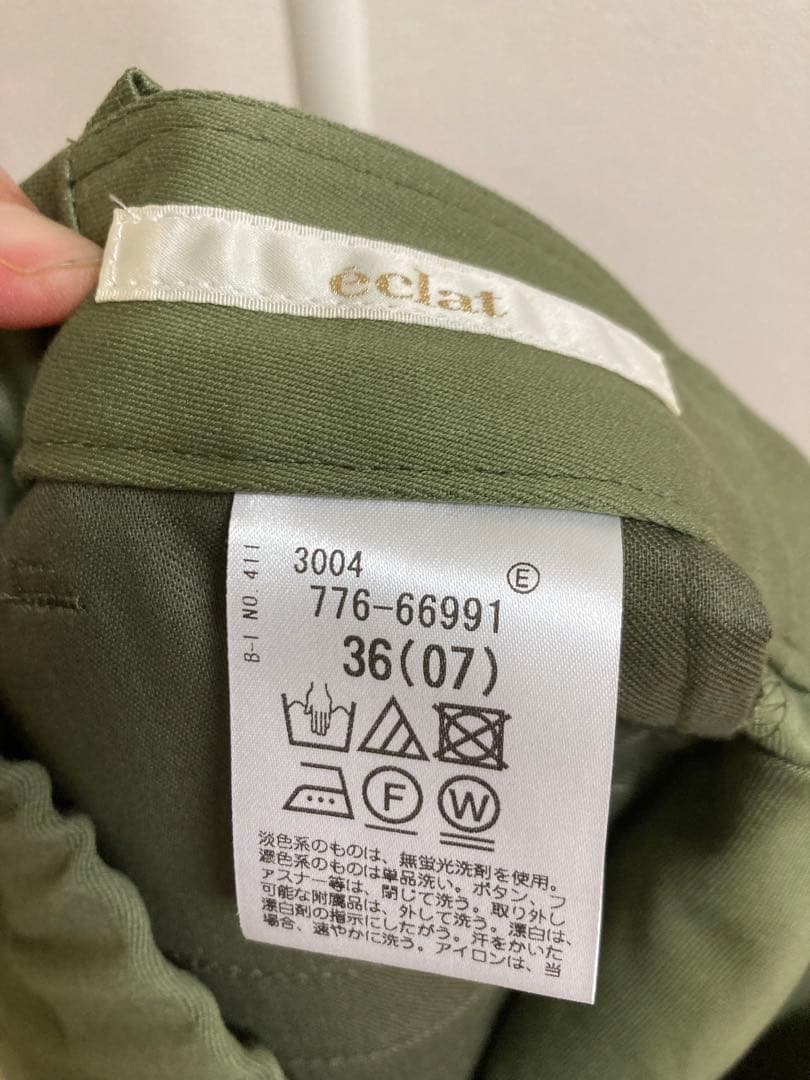 éclat
B-I NO.411
3004
E
776-66991
36(07)
F W
淡色系のものは、無蛍光洗剤を使用。
濃色系のものは単品洗い。ボタン、フ
ァスナー等は、閉じて洗う。取り外し
可能な附属品は、外して洗う。漂白は、
漂白剤の指示にしたがう。汗をかいた
場合、速やかに洗う。アイロンは、当